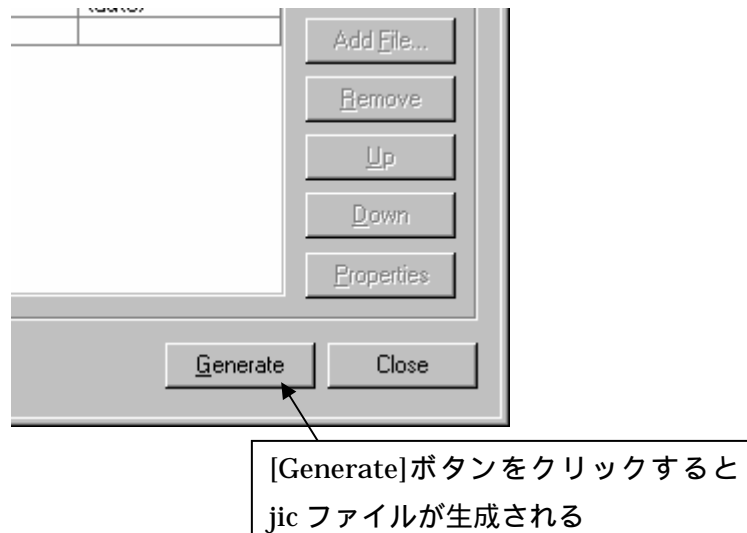 Add File...
Remove
Up
Down
Properties
Generate
Close
[Generate]ボタンをクリックすると
jic ファイルが生成される